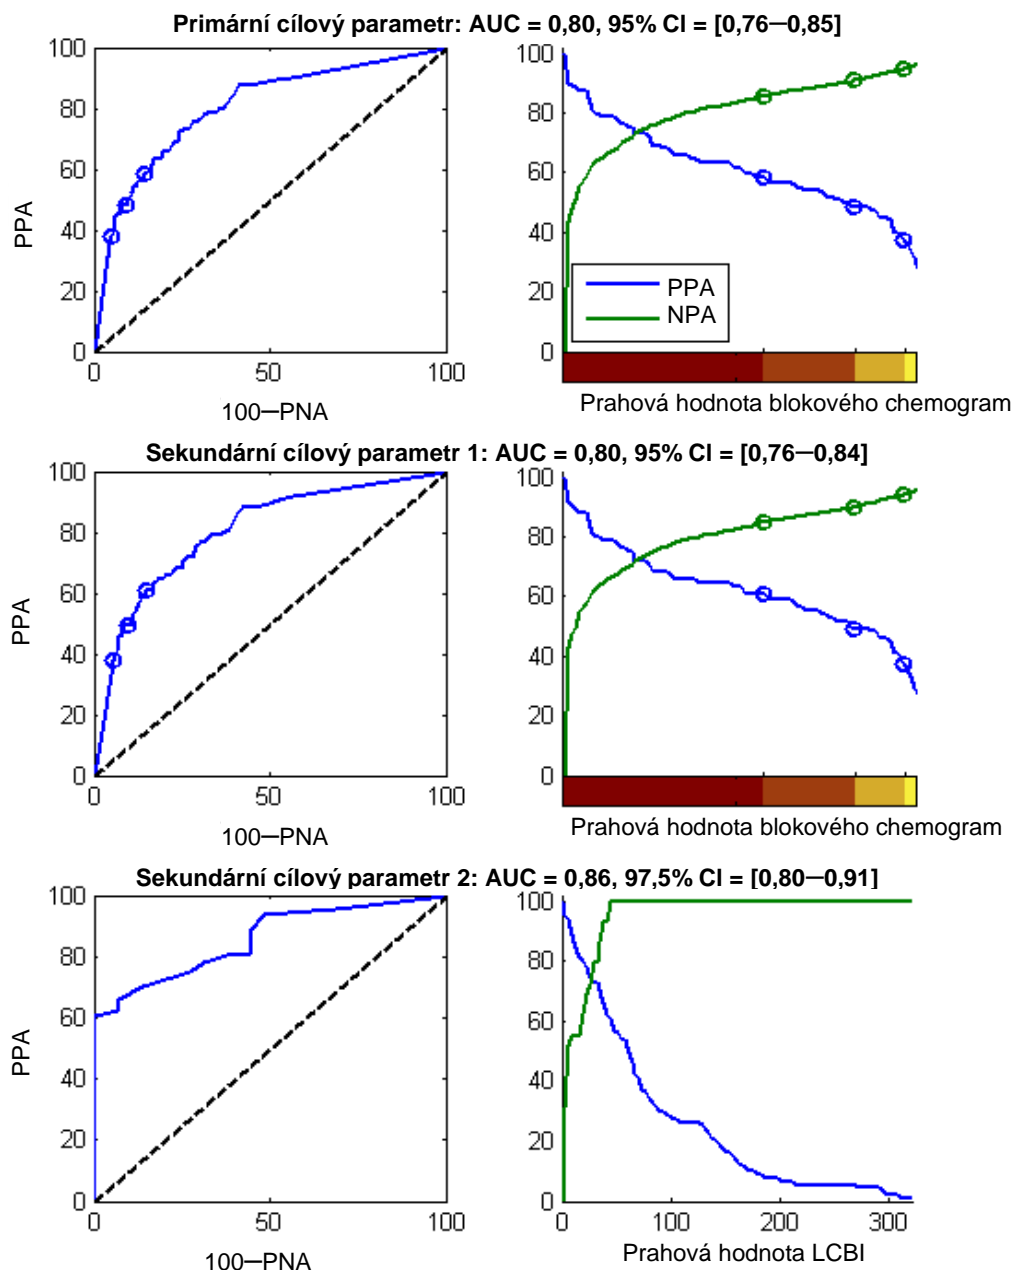 Primární cílový parametr: AUC = 0,80, 95% CI = [0,76—0,85]
100
80
60
40
20
0
PPA
0 50 100
100—PNA
100
80
60
40
20
0
PPA
NPA
Prahová hodnota blokového chemogram
Sekundární cílový parametr 1: AUC = 0,80, 95% CI = [0,76—0,84]
100
80
60
40
20
0
PPA
0 50 100
100—PNA
100
80
60
40
20
0
Prahová hodnota blokového chemogram
Sekundární cílový parametr 2: AUC = 0,86, 97,5% CI = [0,80—0,91]
100
80
60
40
20
0
PPA
0 50 100
100—PNA
100
80
60
40
20
0
0 100 200 300
Prahová hodnota LCBI